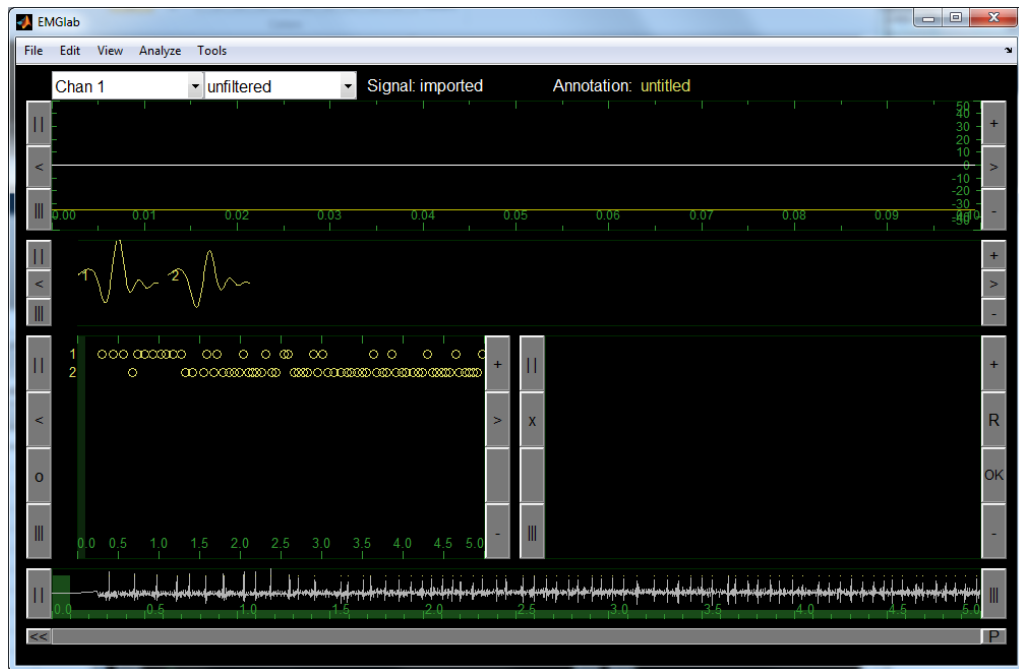 EMGlab
File Edit View Analyze Tools
Chan 1 unfiltered Signal: imported Annotation: untitled
50
40
30
20
10
0
-10
-20
-30
0.00 0.01 0.02 0.03 0.04 0.05 0.06 0.07 0.08 0.09
|| < ||| + > -
1 2
|| < ||| + > -
1
2
|| < o ||| + > - || x ||| + R OK -
0.0 0.5 1.0 1.5 2.0 2.5 3.0 3.5 4.0 4.5 5.0
|| |||
0.0 0.5 1.0 1.5 2.0 2.5 3.0 3.5 4.0 4.5 5.0
<< P